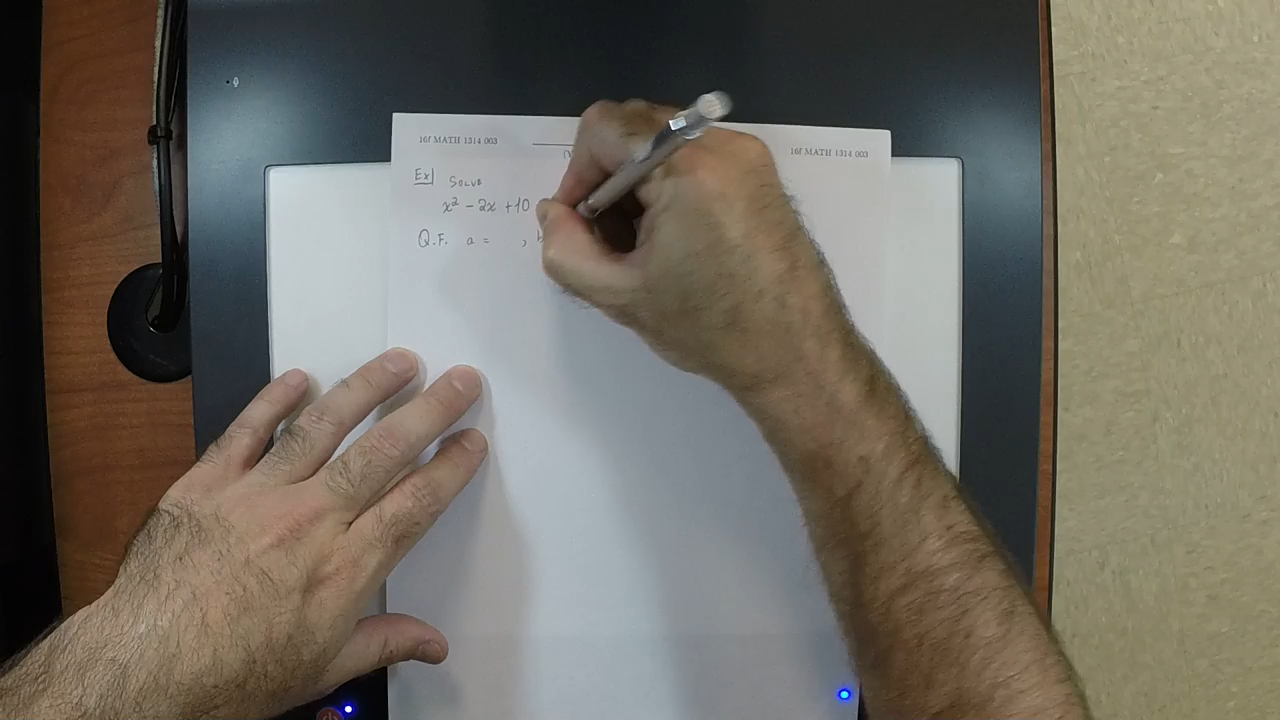 16f MATH 1314 003
16f MATH 1314 003
Ex] SOLVE
x² - 2x + 10
Q.F. a = , b